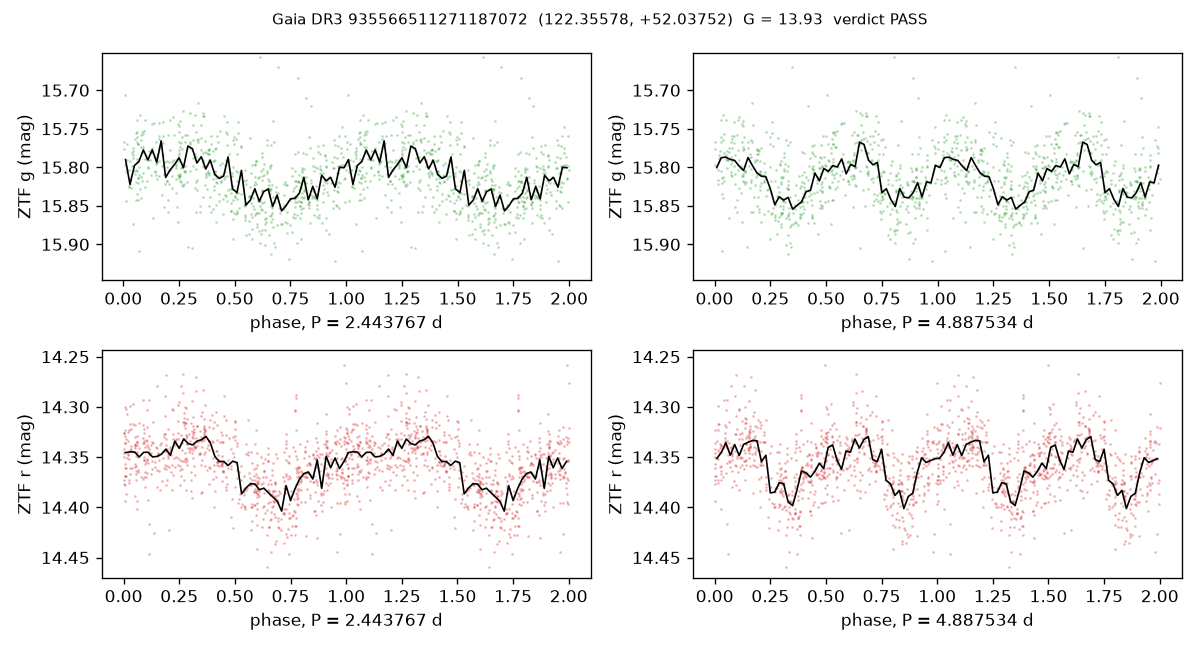 Gaia DR3 935566511271187072 (122.35578, +52.03752) G = 13.93 verdict PASS
ZTF g (mag)
15.70
15.75
15.80
15.85
15.90
0.00 0.25 0.50 0.75 1.00 1.25 1.50 1.75 2.00
phase, P = 2.443767 d
ZTF g (mag)
15.70
15.75
15.80
15.85
15.90
0.00 0.25 0.50 0.75 1.00 1.25 1.50 1.75 2.00
phase, P = 4.887534 d
ZTF r (mag)
14.25
14.30
14.35
14.40
14.45
0.00 0.25 0.50 0.75 1.00 1.25 1.50 1.75 2.00
phase, P = 2.443767 d
ZTF r (mag)
14.25
14.30
14.35
14.40
14.45
0.00 0.25 0.50 0.75 1.00 1.25 1.50 1.75 2.00
phase, P = 4.887534 d